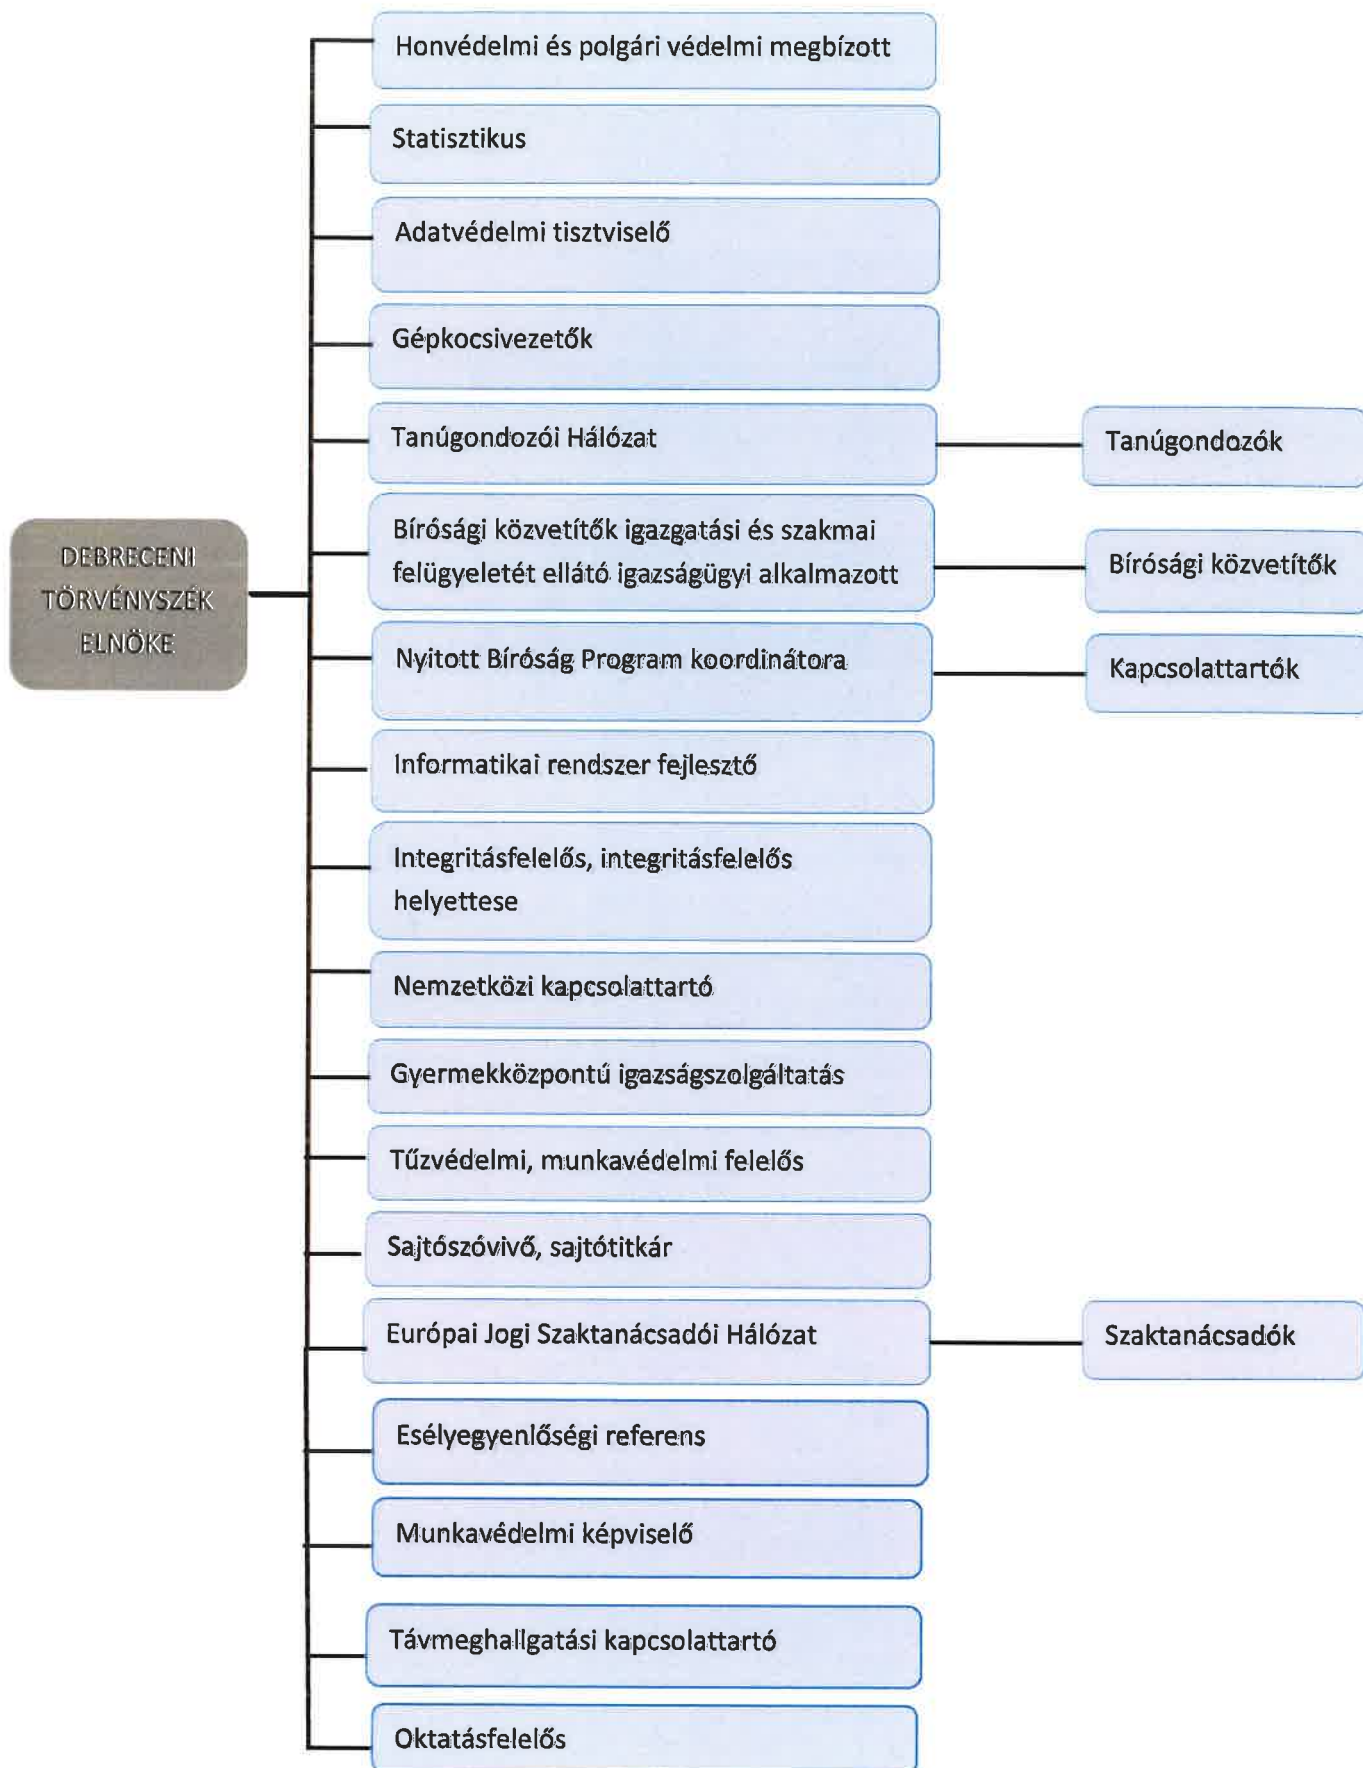 Honvédelmi és polgári védelmi megbízott
Statisztikus
Adatvédelmi tisztviselő
Gépkocsivezetők
Tanúgondozói Hálózat
Tanúgondozók
Bírósági közvetítők igazgatási és szakmai
felügyeletét ellátó igazságügyi alkalmazott
Bírósági közvetítők
DEBRECENI
TÖRVÉNYSZÉK
ELNÖKE
Nyitott Bíróság Program koordinátora
Kapcsolattartók
Informatikai rendszer fejlesztő
Integritásfelelős, integritásfelelős
helyettese
Nemzetközi kapcsolattartó
Gyermekközpontú igazságszolgáltatás
Tűzvédelmi, munkavédelmi felelős
Sajtószóvivő, sajtótitkár
Európai Jogi Szaktanácsadói Hálózat
Szaktanácsadók
Esélyegyenlőségi referens
Munkavédelmi képviselő
Távmeghallgatási kapcsolattartó
Oktatásfelelős